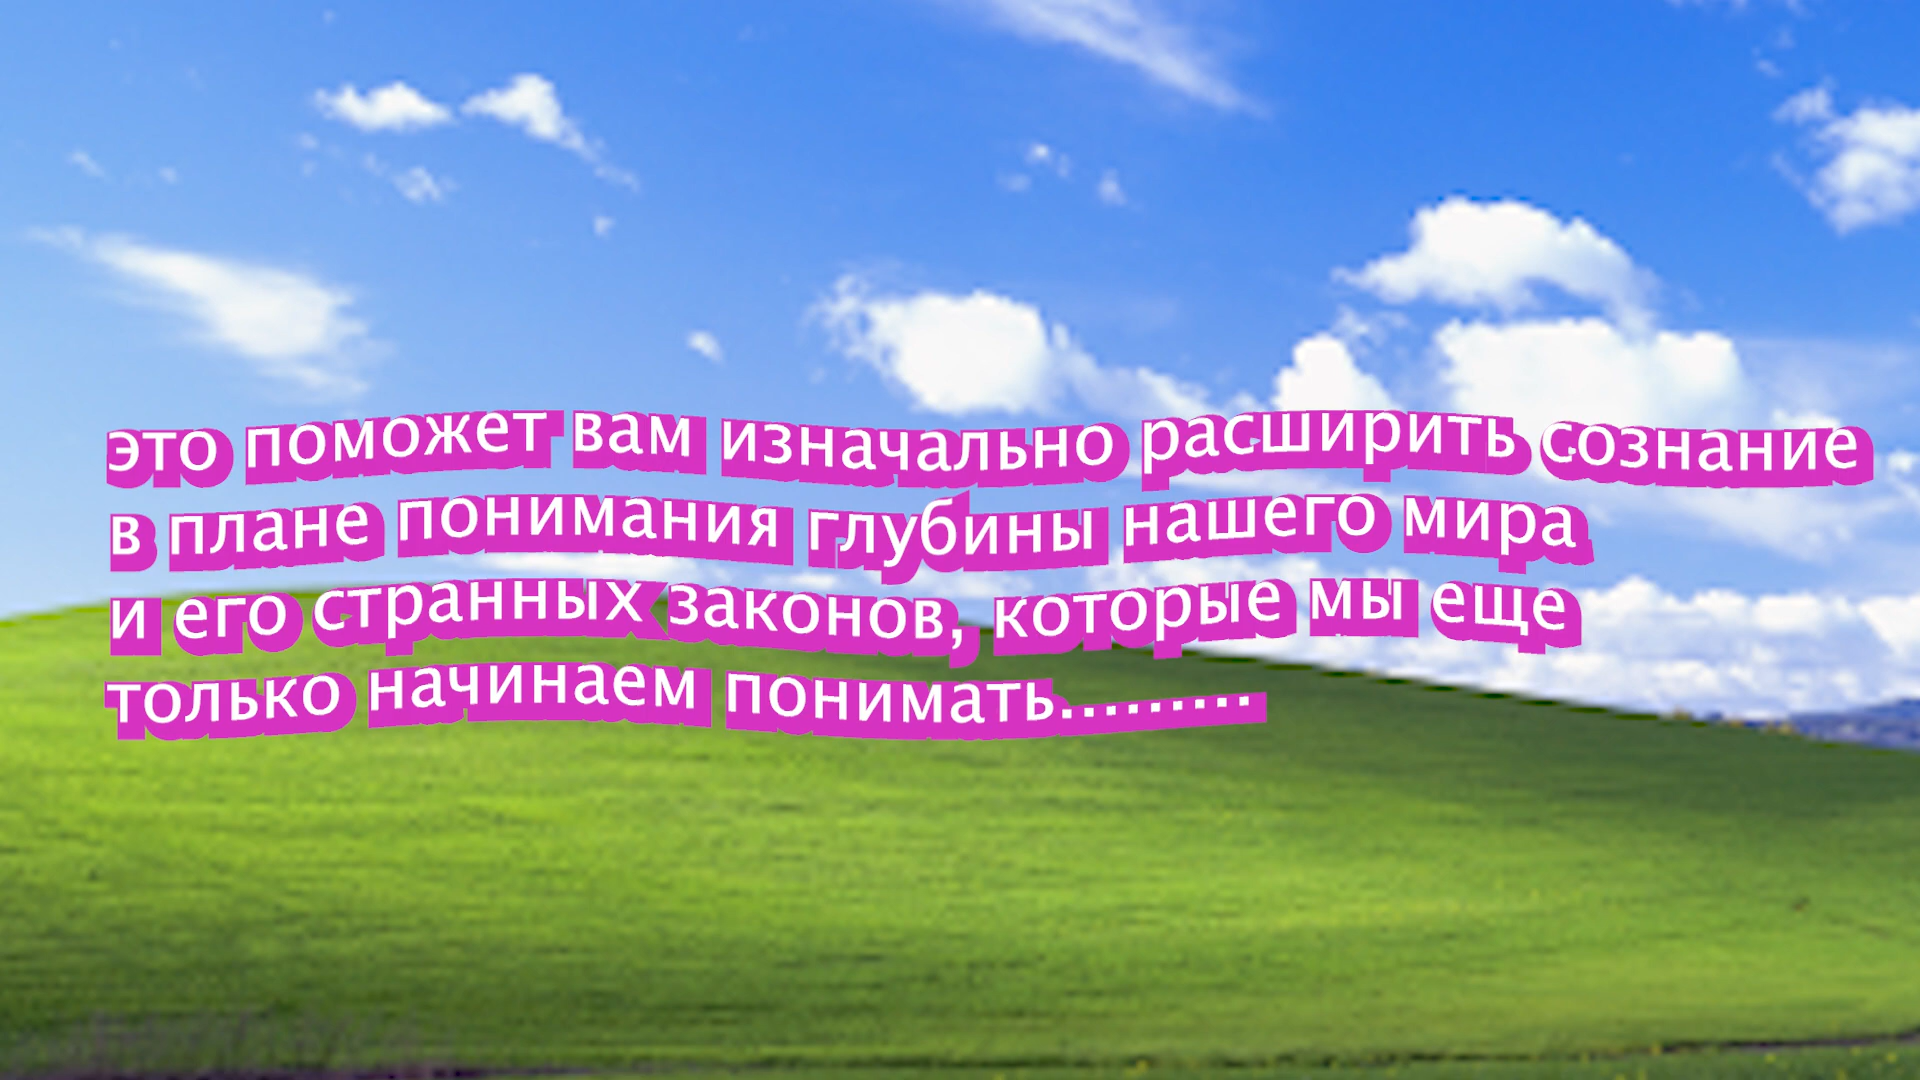 это поможет вам изначально расширить сознание
в плане понимания глубины нашего мира
и его странных законов, которые мы еще
только начинаем понимать.........